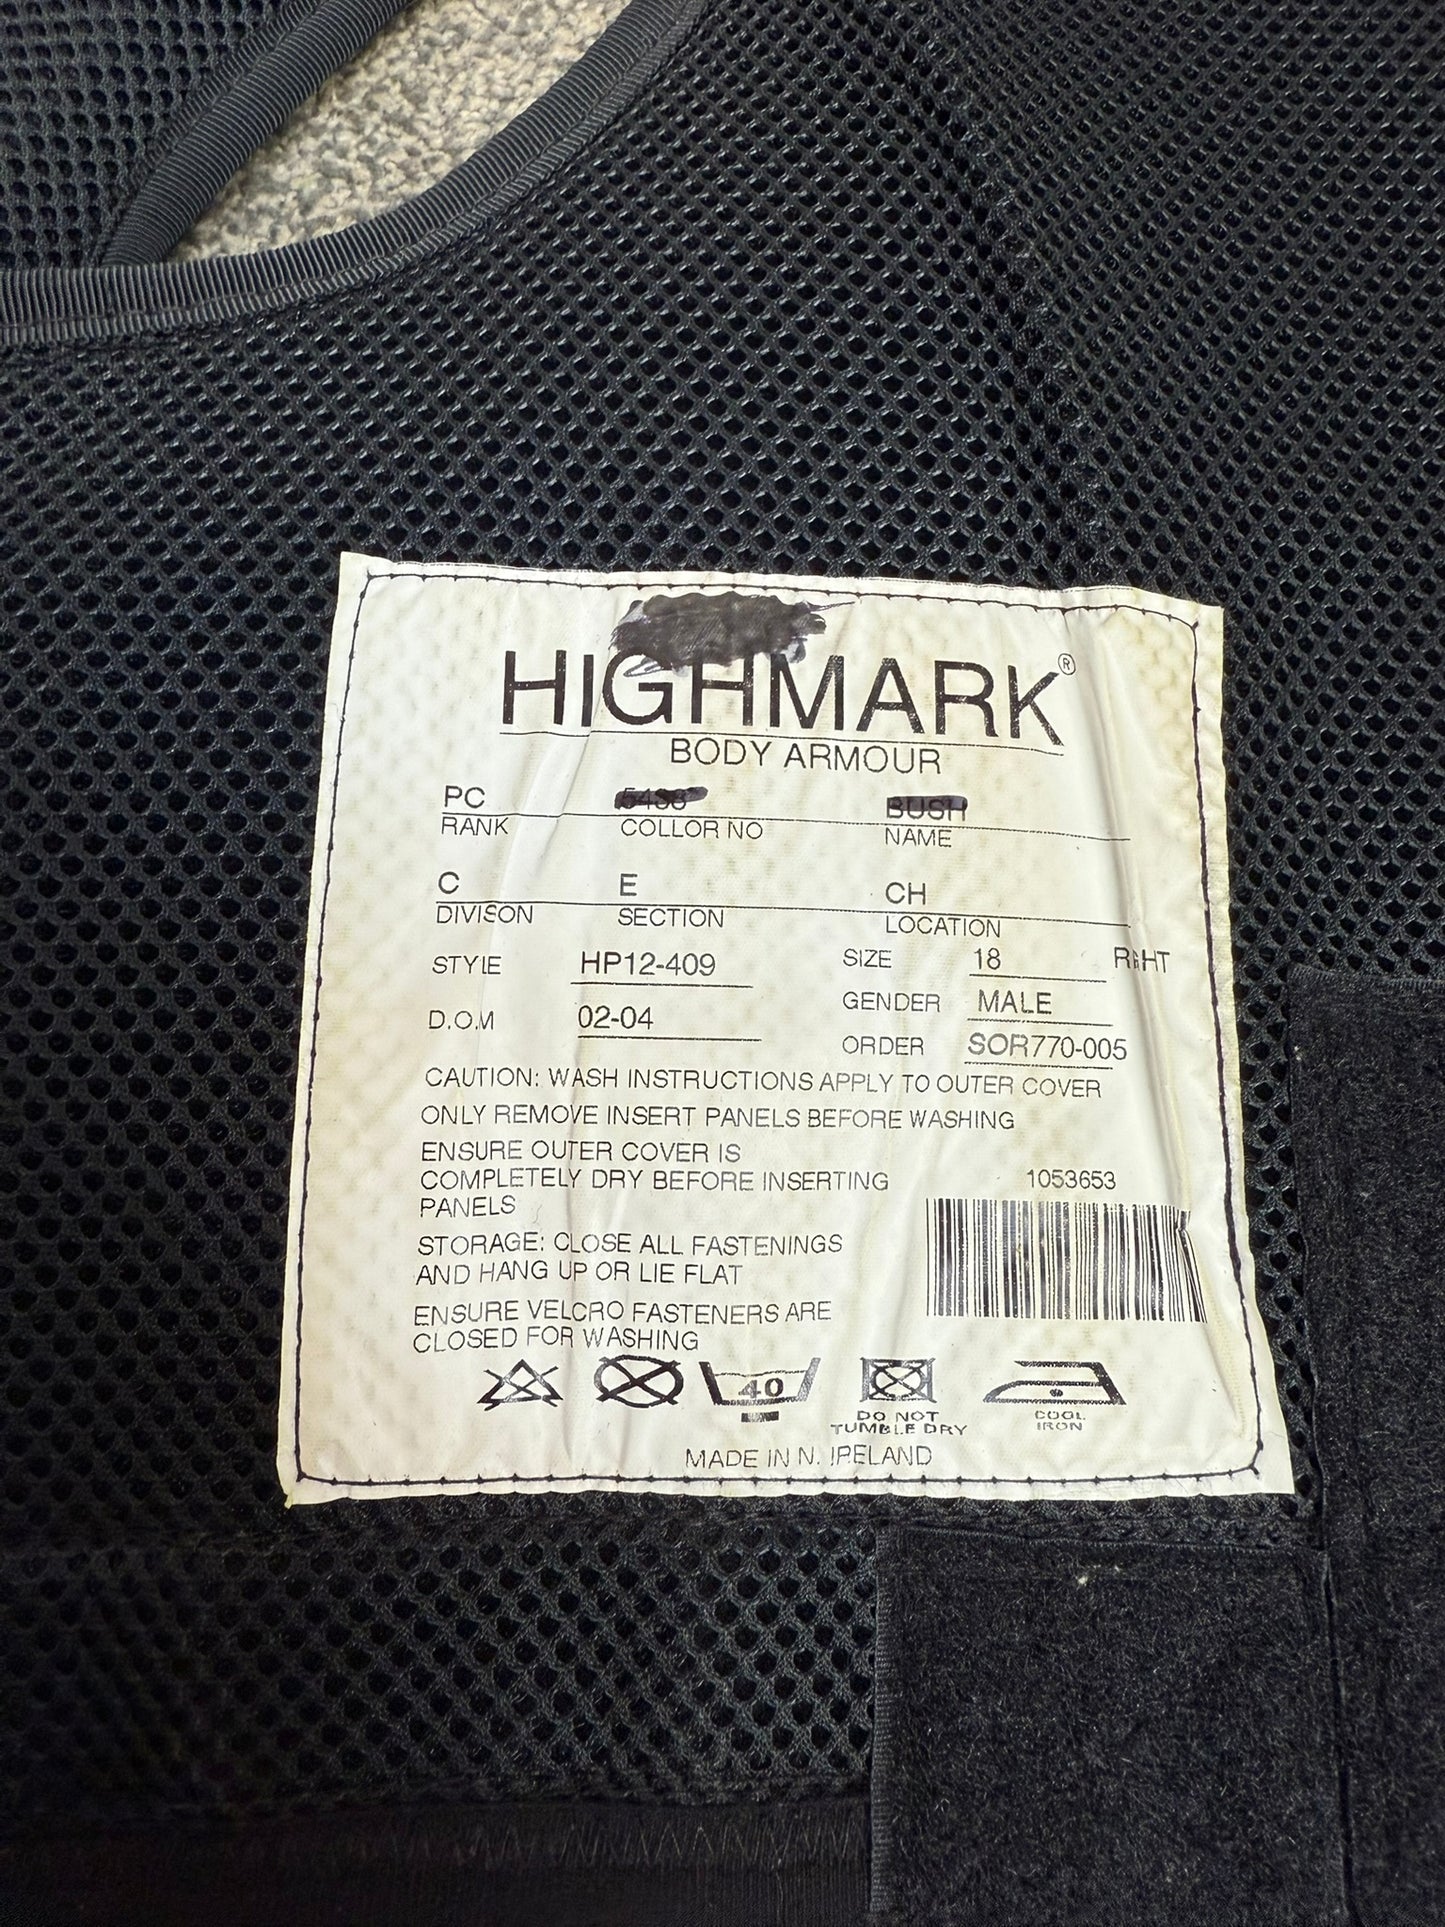 HIGHMARK®
BODY ARMOUR
PC BUSH
RANK COLLOR NO NAME
C E CH
DIVISON SECTION LOCATION
STYLE HP12-409 SIZE 18
D.O.M 02-04 GENDER MALE
ORDER SOR770-005
CAUTION: WASH INSTRUCTIONS APPLY TO OUTER COVER
ONLY REMOVE INSERT PANELS BEFORE WASHING
ENSURE OUTER COVER IS
COMPLETELY DRY BEFORE INSERTING
PANELS
1053653
STORAGE: CLOSE ALL FASTENINGS
AND HANG UP OR LIE FLAT
ENSURE VELCRO FASTENERS ARE
CLOSED FOR WASHING
40
DO NOT
TUMBLE DRY
COOL
IRON
MADE IN N. IRELAND